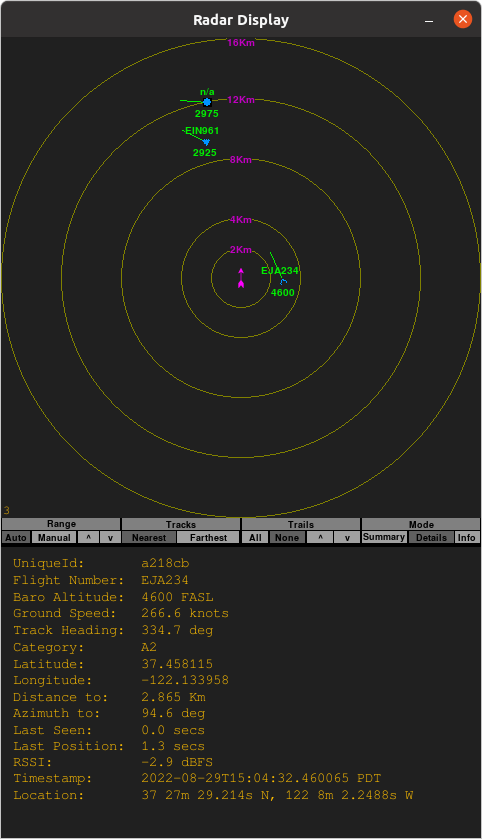 Radar Display
16Km
n/a
12Km
2975
EIN961
2925
8Km
4Km
2Km
EJA234
4600
3
Range Tracks Trails Mode
Auto Manual ^ v Nearest Farthest All None ^ v Summary Details Info
UniqueId: a218cb
Flight Number: EJA234
Baro Altitude: 4600 FASL
Ground Speed: 266.6 knots
Track Heading: 334.7 deg
Category: A2
Latitude: 37.458115
Longitude: -122.133958
Distance to: 2.865 Km
Azimuth to: 94.6 deg
Last Seen: 0.0 secs
Last Position: 1.3 secs
RSSI: -2.9 dBFS
Timestamp: 2022-08-29T15:04:32.460065 PDT
Location: 37 27m 29.214s N, 122 8m 2.2488s W